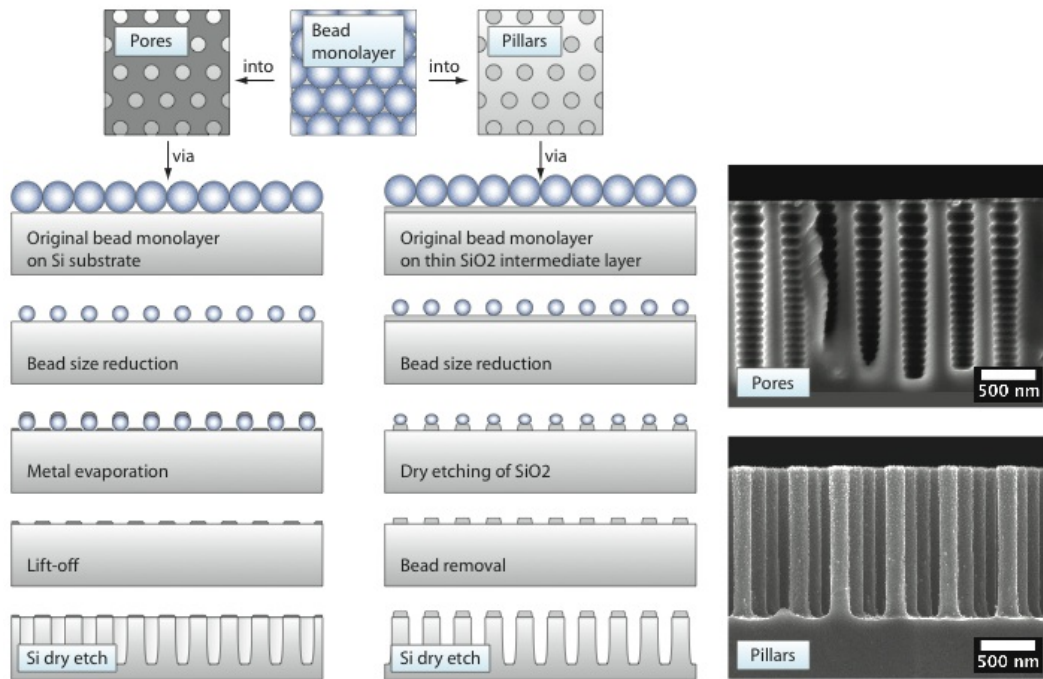 Pores
into
Bead
monolayer
into
Pillars
via
via
Original bead monolayer
on Si substrate
Bead size reduction
Metal evaporation
Lift-off
Si dry etch
Original bead monolayer
on thin SiO2 intermediate layer
Bead size reduction
Dry etching of SiO2
Bead removal
Si dry etch
Pores
500 nm
Pillars
500 nm